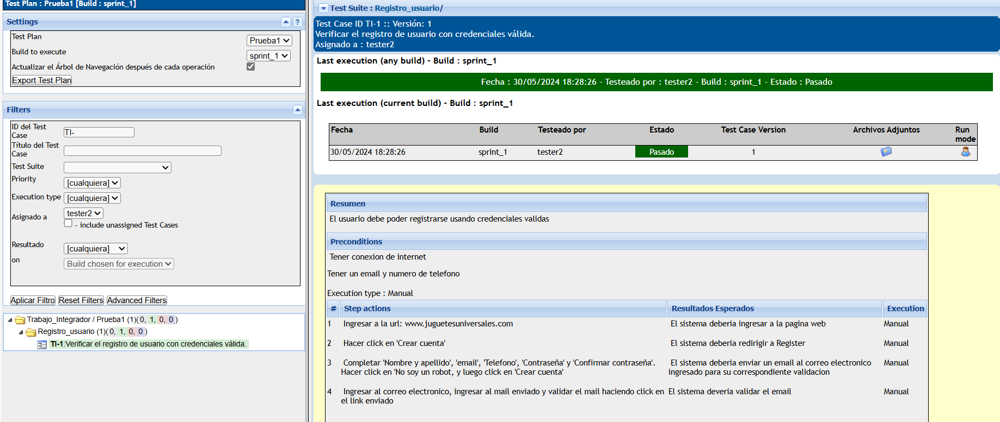 Test Plan : Prueba1 [Build : sprint_1]
Settings
?
Test Plan
Prueba1
Build to execute
sprint_1
Actualizar el Árbol de Navegación después de cada operación
Export Test Plan
Filters
ID del Test Case
TI-
Título del Test Case
Test Suite
Priority
[cualquiera]
Execution type
[cualquiera]
Asignado a
tester2
- include unassigned Test Cases
Resultado
[cualquiera]
on
Build chosen for execution
Aplicar Filtro Reset Filters Advanced Filters
Trabajo_Integrador / Prueba1 (1)( 0, 1, 0, 0 )
Registro_usuario (1)( 0, 1, 0, 0 )
TI-1:Verificar el registro de usuario con credenciales válida.
Test Suite : Registro_usuario/
Test Case ID TI-1 :: Versión: 1
Verificar el registro de usuario con credenciales válida.
Asignado a : tester2
Last execution (any build) - Build : sprint_1
Fecha : 30/05/2024 18:28:26 - Testeado por : tester2 - Build : sprint_1 - Estado : Pasado
Last execution (current build) - Build : sprint_1
Fecha Build Testeado por Estado Test Case Version Archivos Adjuntos Run mode
30/05/2024 18:28:26 sprint_1 tester2 Pasado 1
Resumen
El usuario debe poder registrarse usando credenciales validas
Preconditions
Tener conexion de internet
Tener un email y numero de telefono
Execution type : Manual
# Step actions Resultados Esperados Execution
1 Ingresar a la url: www.juguetesuniversales.com El sistema deberia ingresar a la pagina web Manual
2 Hacer click en 'Crear cuenta' El sistema deberia redirigir a Register Manual
3 Completar 'Nombre y apellido', 'email', 'Telefono', 'Contraseña' y 'Confirmar contraseña'. El sistema deberia enviar un email al correo electronico Manual
Hacer click en 'No soy un robot, y luego click en 'Crear cuenta' ingresado para su correspondiente validacion
4 Ingresar al correo electronico, ingresar al mail enviado y validar el mail haciendo click en El sistema deveria validar el email Manual
el link enviado